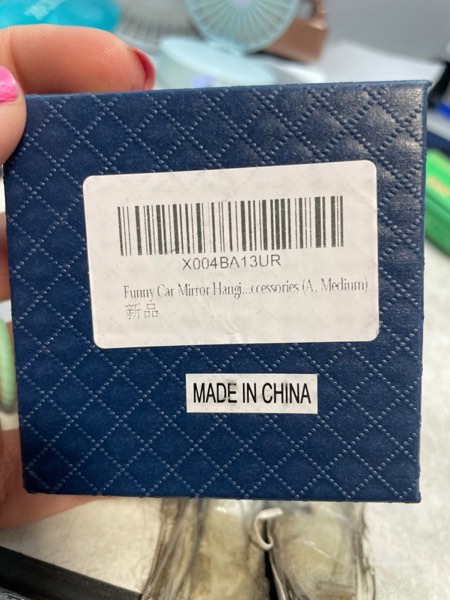 X004BA13UR
Funny Car Mirror Hangi...ccessories (A, Medium)
新品
MADE IN CHINA